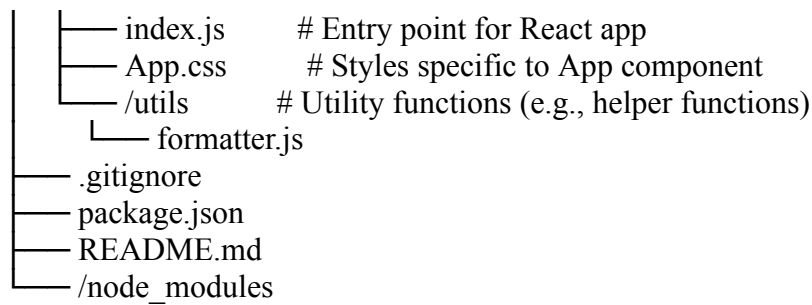 │   ├── index.js          # Entry point for React app
│   ├── App.css           # Styles specific to App component
│   └── /utils          # Utility functions (e.g., helper functions)
│       └── formatter.js
├── .gitignore
├── package.json
├── README.md
└── /node_modules